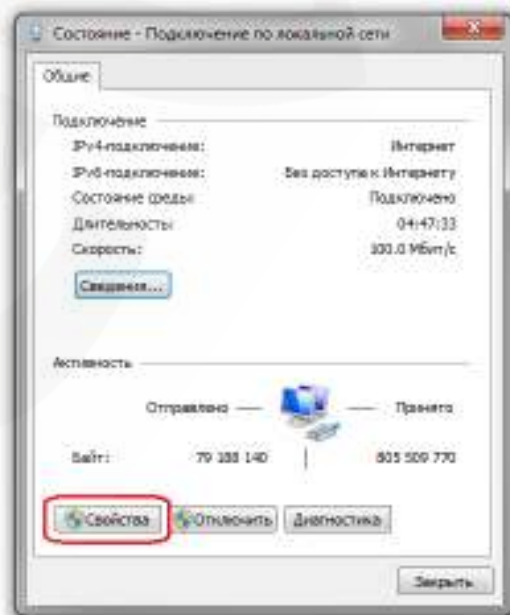 Состояние - Подключение по локальной сети
Общие
Подключение
IPv4-подключение: Интернет
IPv6-подключение: Без доступа к Интернету
Состояние среды: Подключено
Длительность: 04:47:33
Скорость: 100.0 Мбит/с
Сведения...
Активность
Отправлено — — Принято
Байт: 79 188 140 | 805 509 770
Свойства Отключить Диагностика
Закрыть